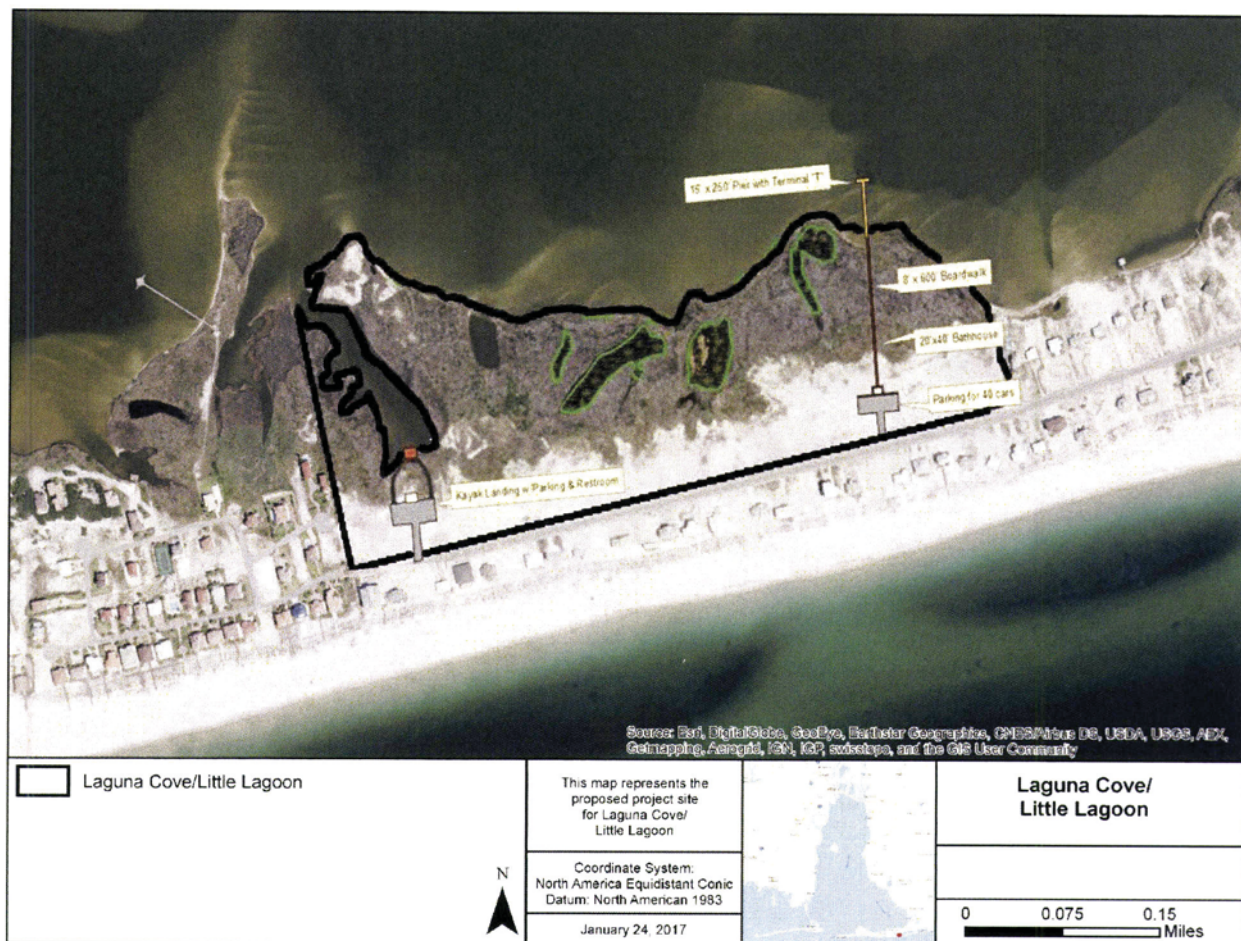 15' x 250' Pier with Terminal "T"
8' x 600' Boardwalk
20'x40' Bathhouse
Parking for 40 cars
Kayak Landing w/Parking & Restroom
Source: Esri, DigitalGlobe, GeoEye, Earthstar Geographics, CNES/Airbus DS, USDA, USGS, AEX,
Getmapping, Aerogrid, IGN, IGP, swisstopo, and the GIS User Community
Laguna Cove/Little Lagoon
N
This map represents the
proposed project site
for Laguna Cove/
Little Lagoon
Coordinate System:
North America Equidistant Conic
Datum: North American 1983
January 24, 2017
Laguna Cove/
Little Lagoon
0 0.075 0.15
Miles